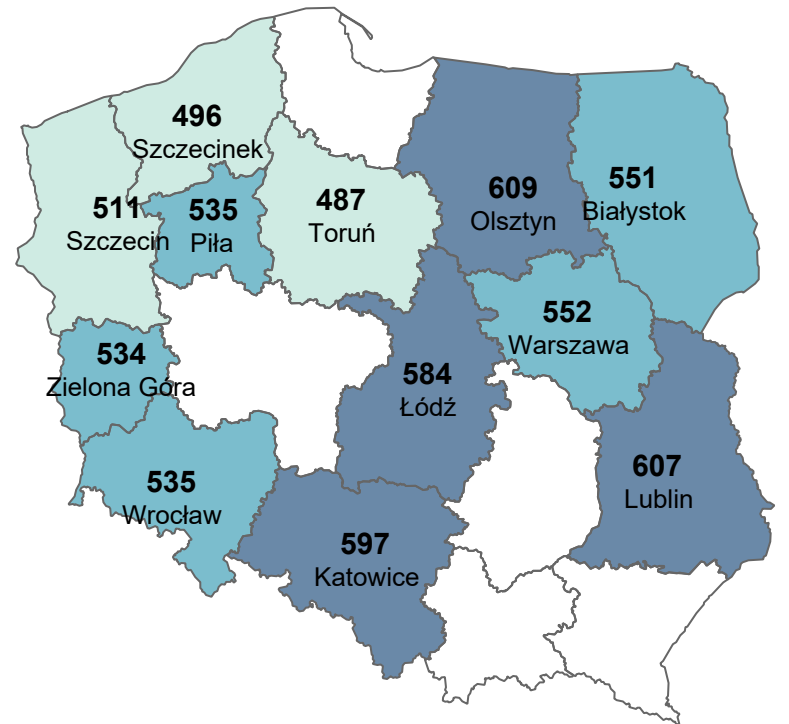 496
Szczecinek
511
Szczecin
535
Piła
487
Toruń
609
Olsztyn
551
Białystok
552
Warszawa
534
Zielona Góra
584
Łódź
535
Wrocław
607
Lublin
597
Katowice